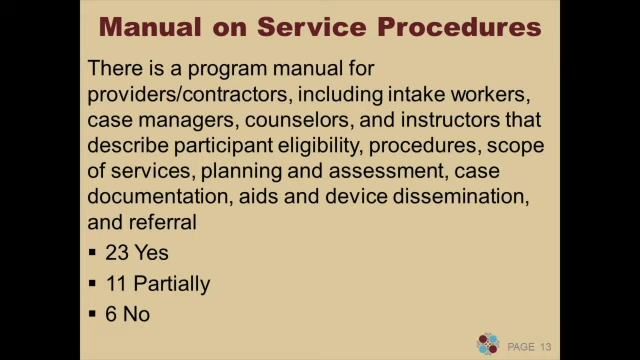 Manual on Service Procedures
There is a program manual for
providers/contractors, including intake workers,
case managers, counselors, and instructors that
describe participant eligibility, procedures, scope
of services, planning and assessment, case
documentation, aids and device dissemination,
and referral
▪ 23 Yes
▪ 11 Partially
▪ 6 No
PAGE 13